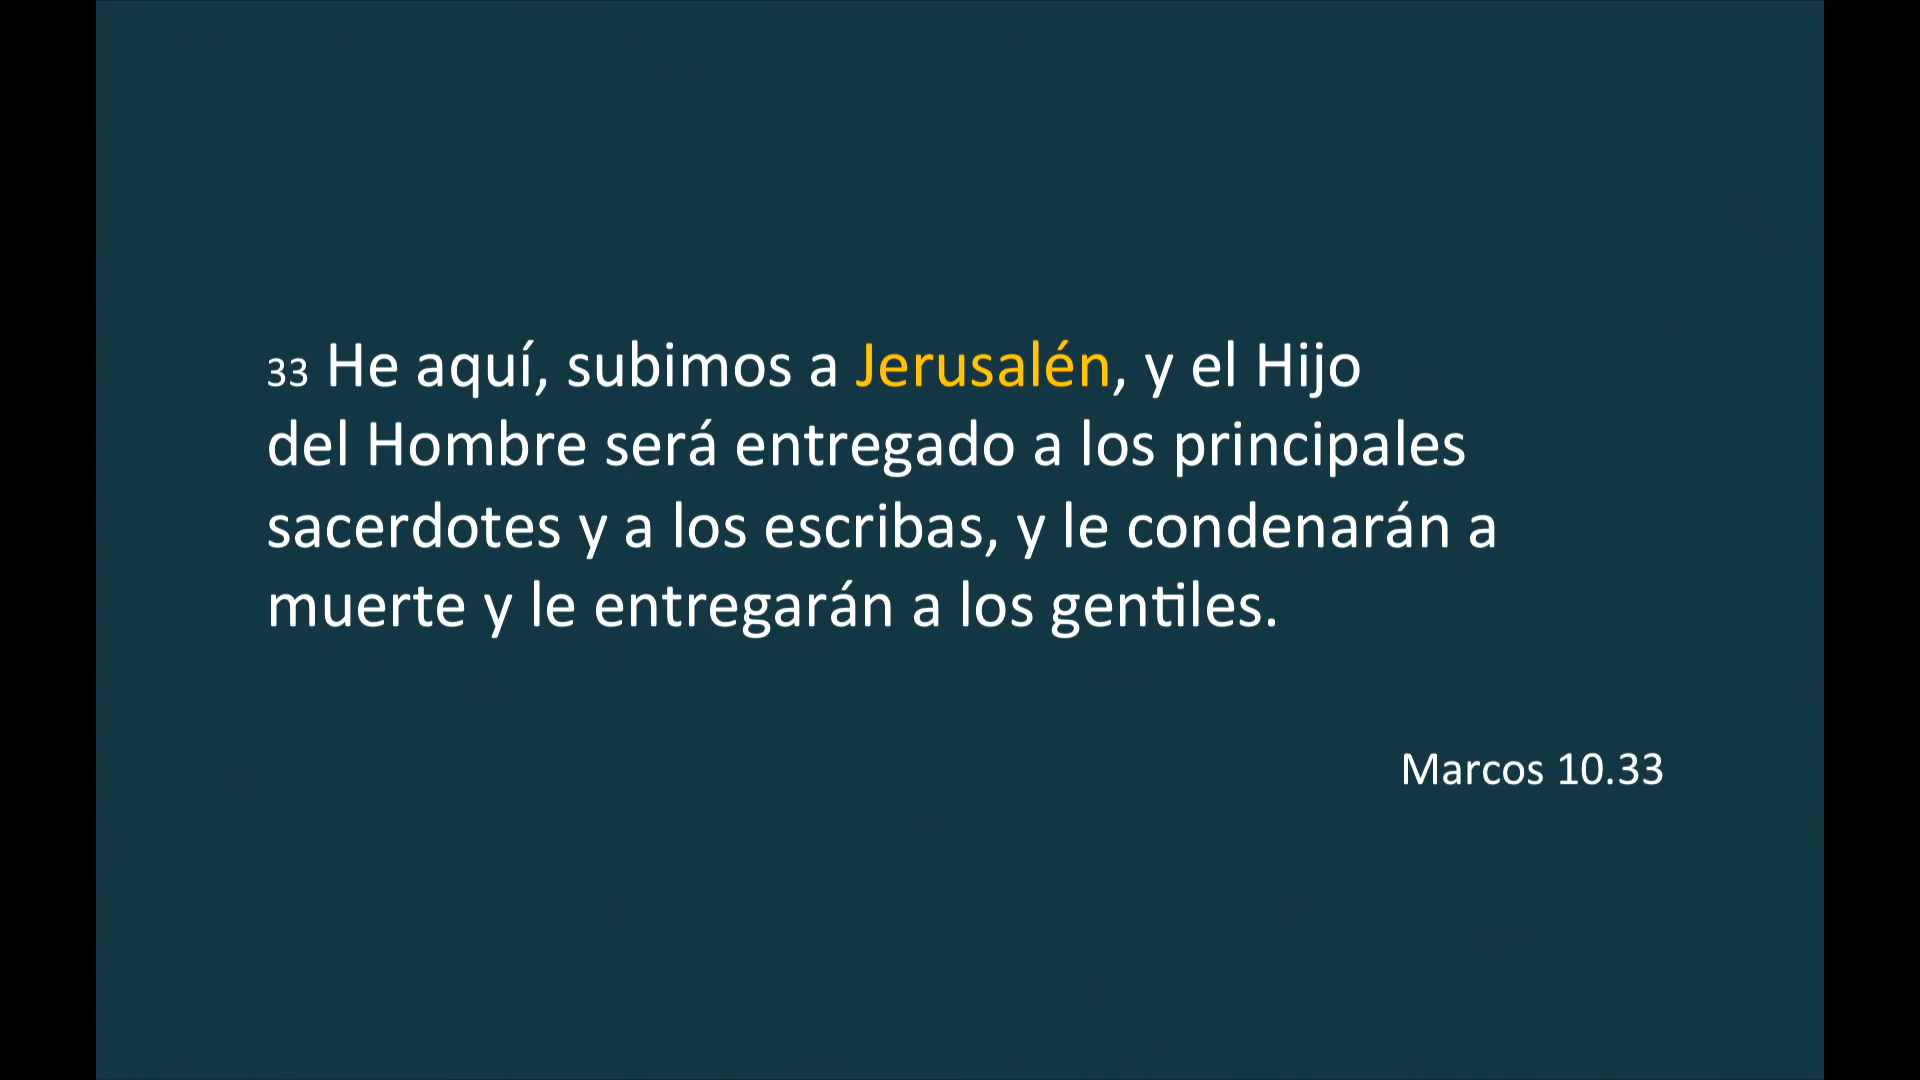 33 He aquí, subimos a Jerusalén, y el Hijo
del Hombre será entregado a los principales
sacerdotes y a los escribas, y le condenarán a
muerte y le entregarán a los gentiles.
Marcos 10.33